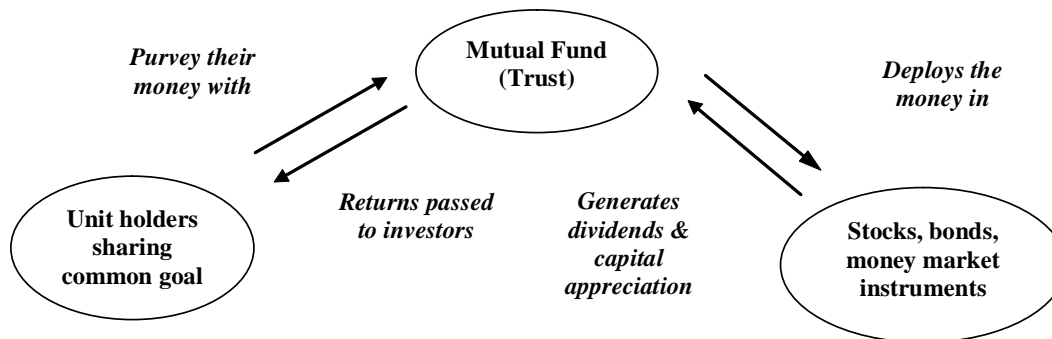 Purvey their
money with
Mutual Fund
(Trust)
Deploys the
money in
Unit holders
sharing
common goal
Returns passed
to investors
Generates
dividends &
capital
appreciation
Stocks, bonds,
money market
instruments